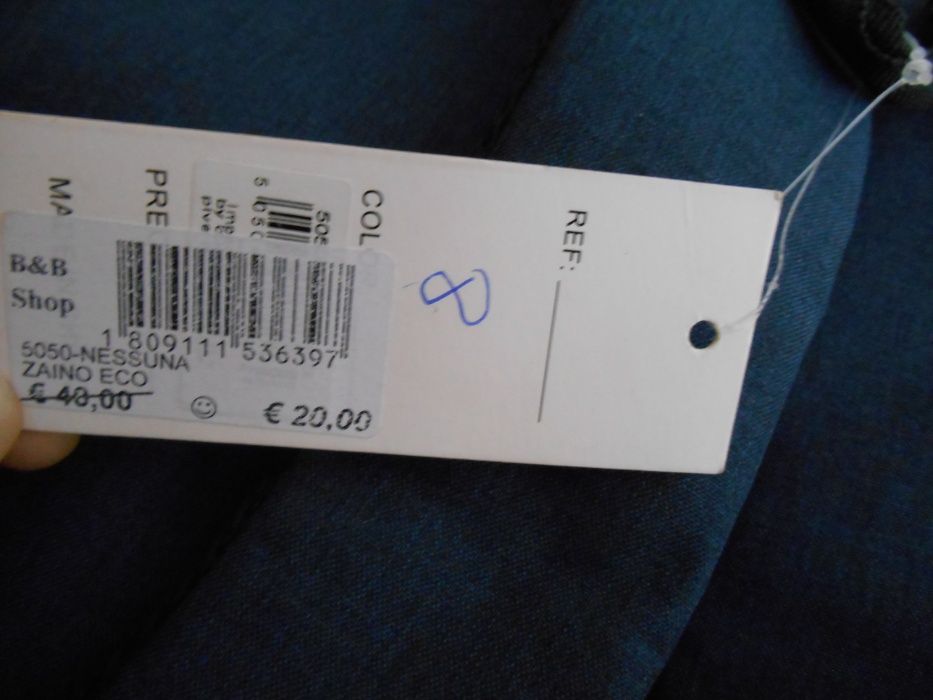 REF:
COL
8
PRE
MA
B&B
Shop
1 809111 536397
5050-NESSUNA
ZAINO ECO
€ 40,00
€ 20,00